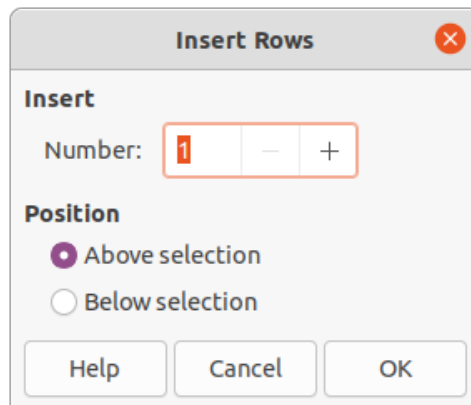 Insert Rows
Insert
Number: 1
Position
Above selection
Below selection
Help Cancel OK